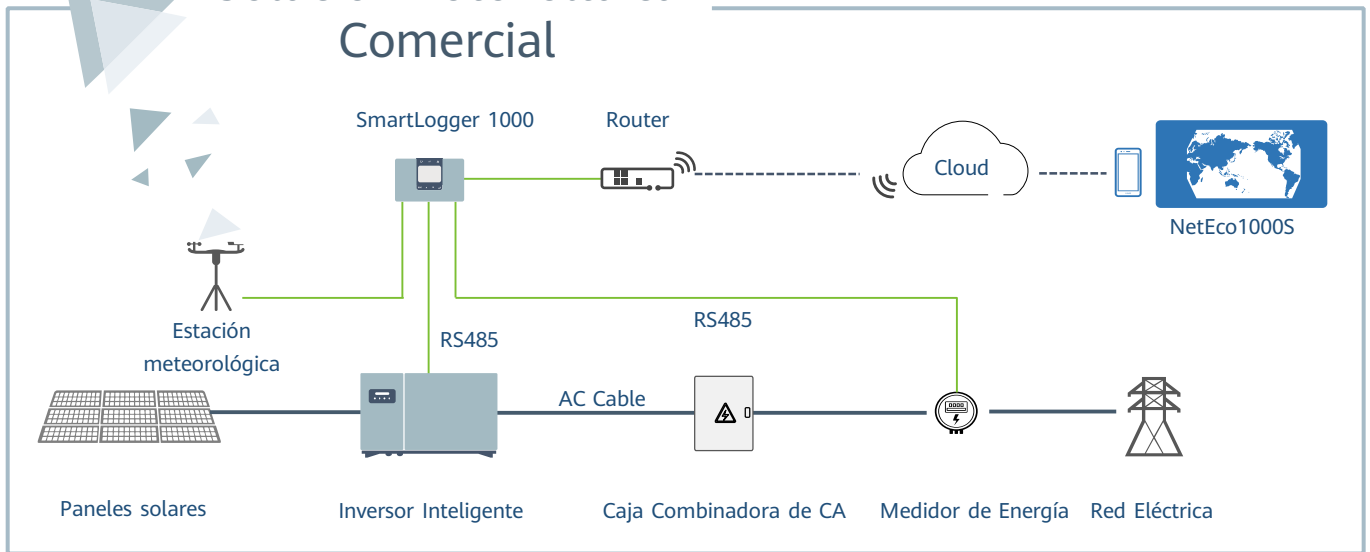 Comercial
SmartLogger 1000
Router
Cloud
NetEco1000S
Estación
meteorológica
RS485
RS485
AC Cable
Paneles solares
Inversor Inteligente
Caja Combinadora de CA
Medidor de Energía
Red Eléctrica